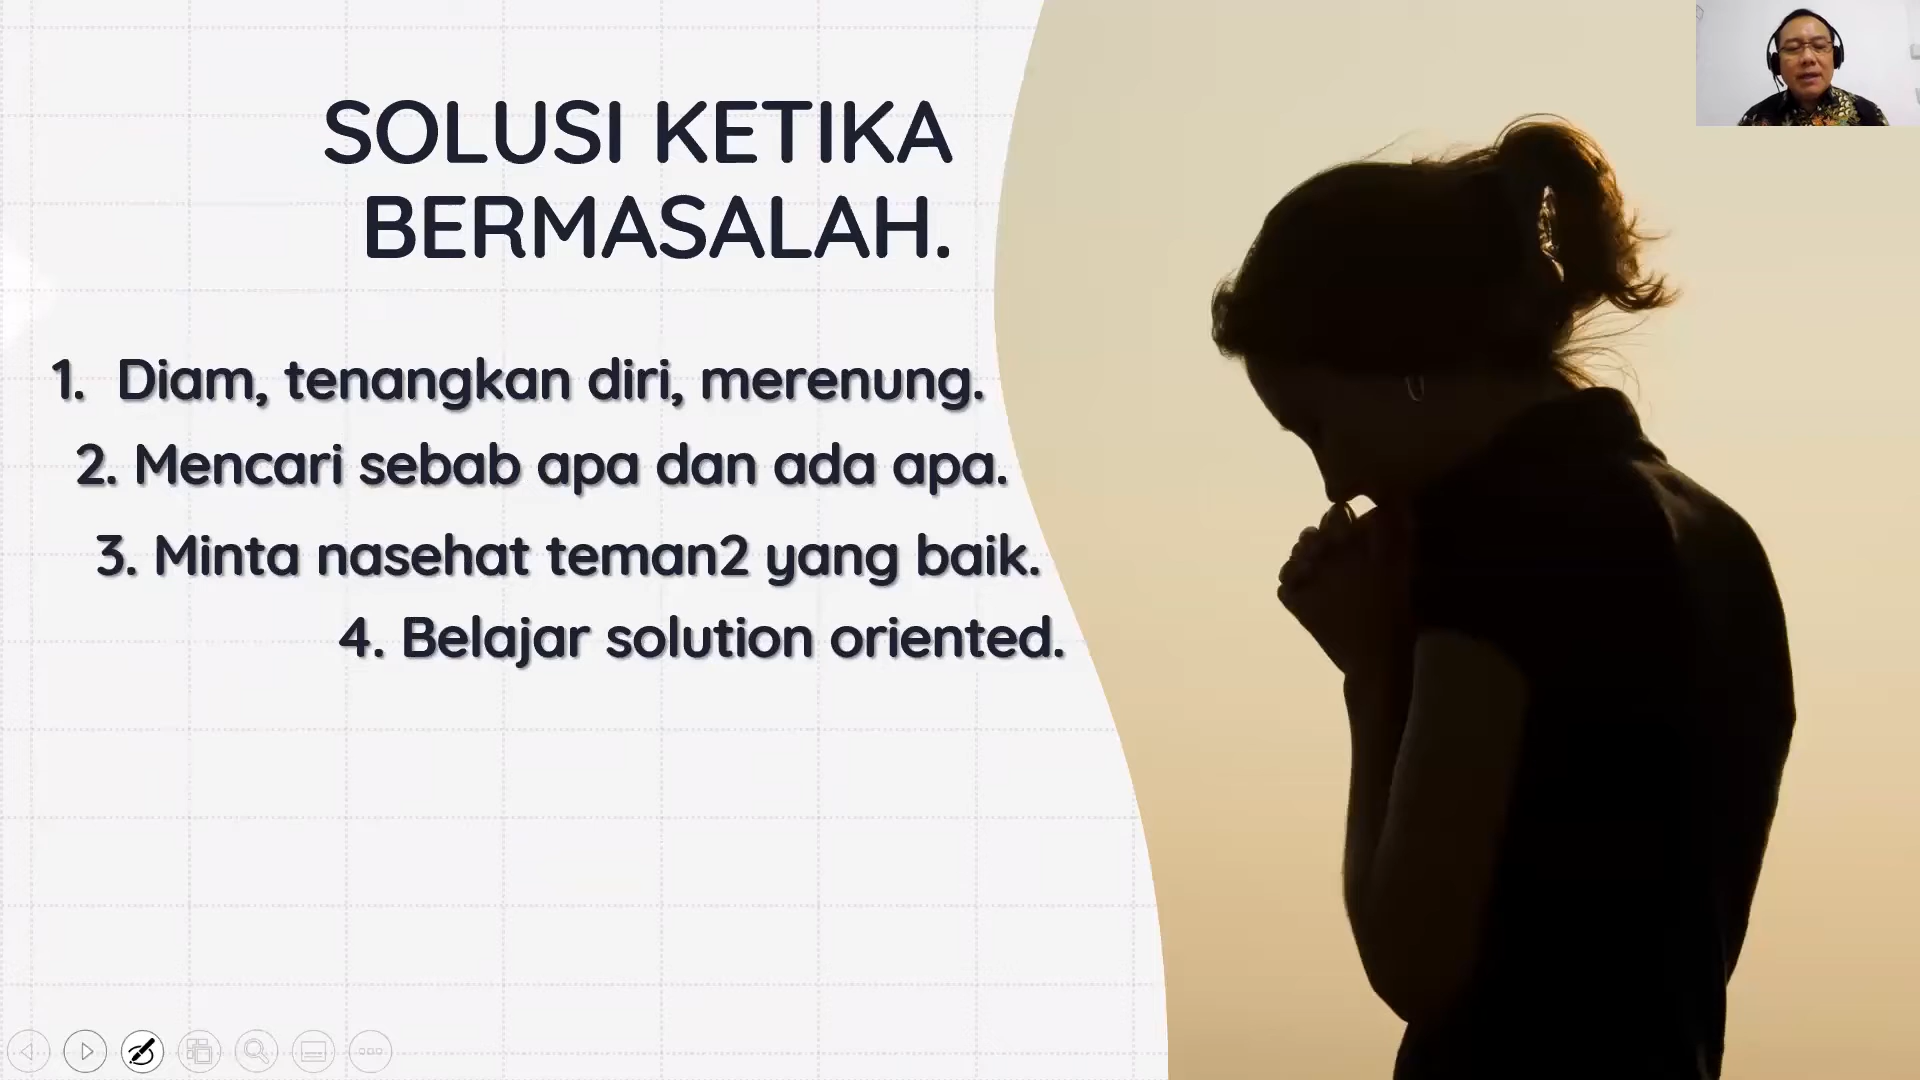 SOLUSI KETIKA
BERMASALAH.
1. Diam, tenangkan diri, merenung.
2. Mencari sebab apa dan ada apa.
3. Minta nasehat teman2 yang baik.
4. Belajar solution oriented.